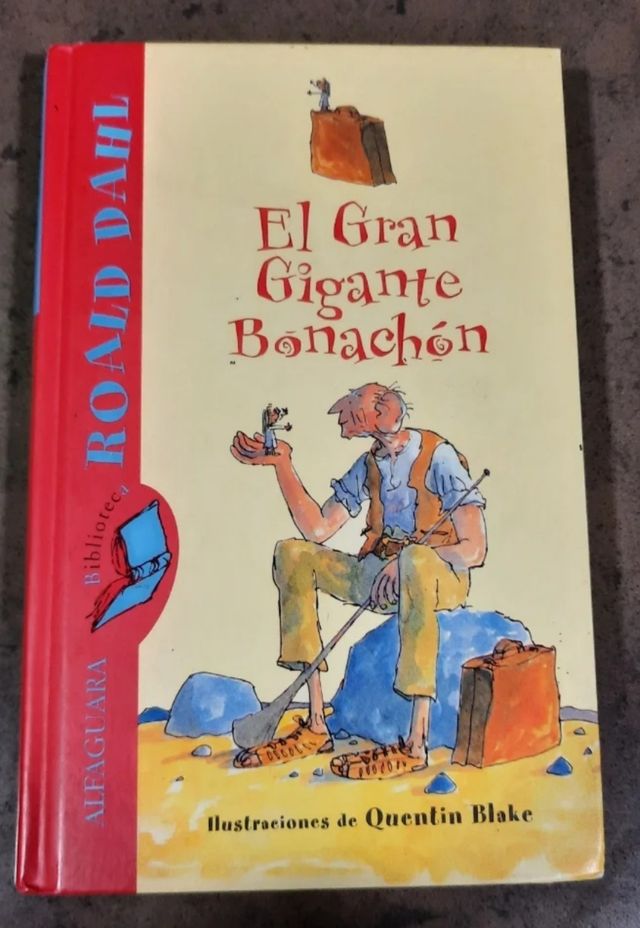 El Gran
Gigante
Bonachón
Ilustraciones de Quentin Blake
ROALD DAHL
Biblioteca
ALFAGUARA